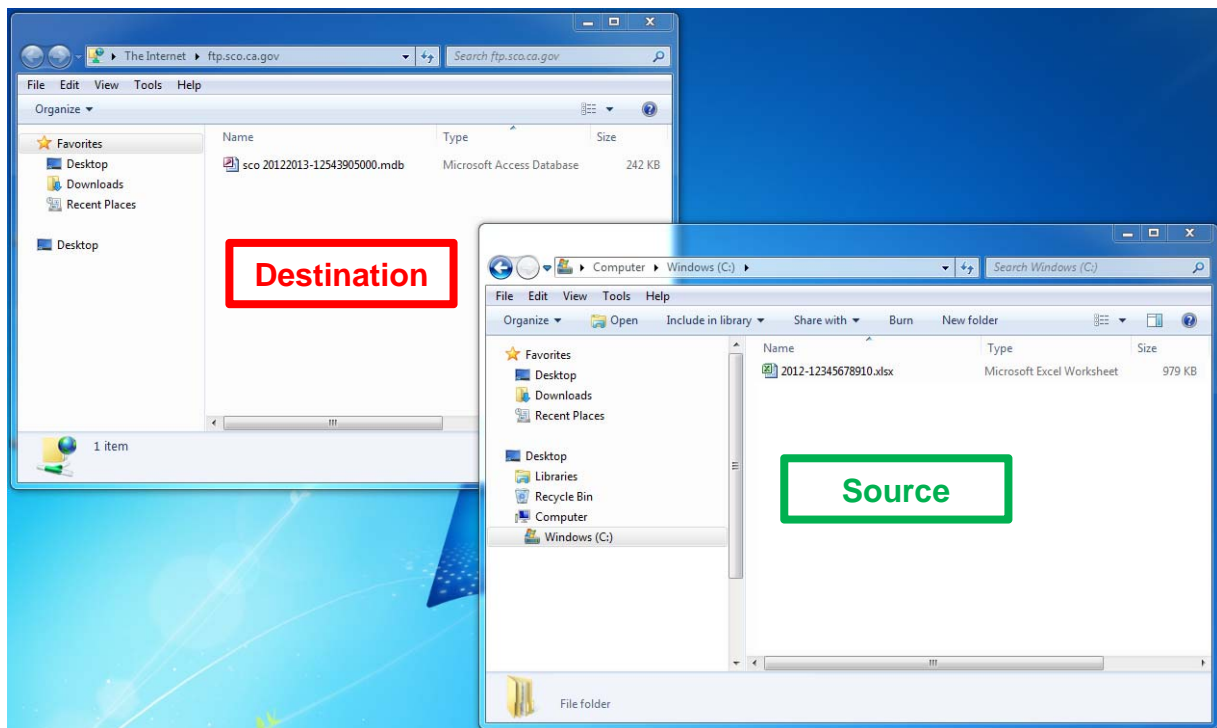 The Internet ftp.sco.ca.gov Search ftp.sco.ca.gov
File Edit View Tools Help
Organize
Name Type Size
Favorites
Desktop
Downloads
Recent Places
Desktop
sco 20122013-12543905000.mdb Microsoft Access Database 242 KB
Destination
1 item
Computer Windows (C:) Search Windows (C:)
File Edit View Tools Help
Organize Open Include in library Share with Burn New folder
Name Type Size
Favorites
Desktop
Downloads
Recent Places
Desktop
Libraries
Recycle Bin
Computer
Windows (C:)
2012-12345678910.xlsx Microsoft Excel Worksheet 979 KB
Source
File folder